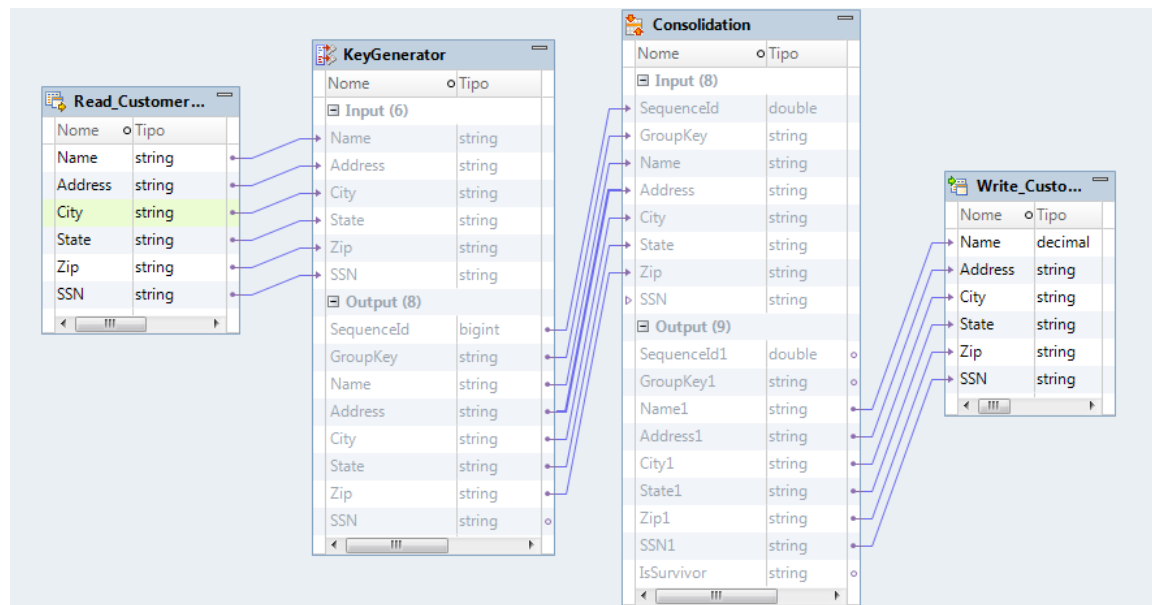 Read_Customer...
Nome Tipo
Name string
Address string
City string
State string
Zip string
SSN string
KeyGenerator
Nome Tipo
Input (6)
Name string
Address string
City string
State string
Zip string
SSN string
Output (8)
SequenceId bigint
GroupKey string
Name string
Address string
City string
State string
Zip string
SSN string
Consolidation
Nome Tipo
Input (8)
SequenceId double
GroupKey string
Name string
Address string
City string
State string
Zip string
SSN string
Output (9)
SequenceId1 double
GroupKey1 string
Name1 string
Address1 string
City1 string
State1 string
Zip1 string
SSN1 string
IsSurvivor string
Write_Custo...
Nome Tipo
Name decimal
Address string
City string
State string
Zip string
SSN string